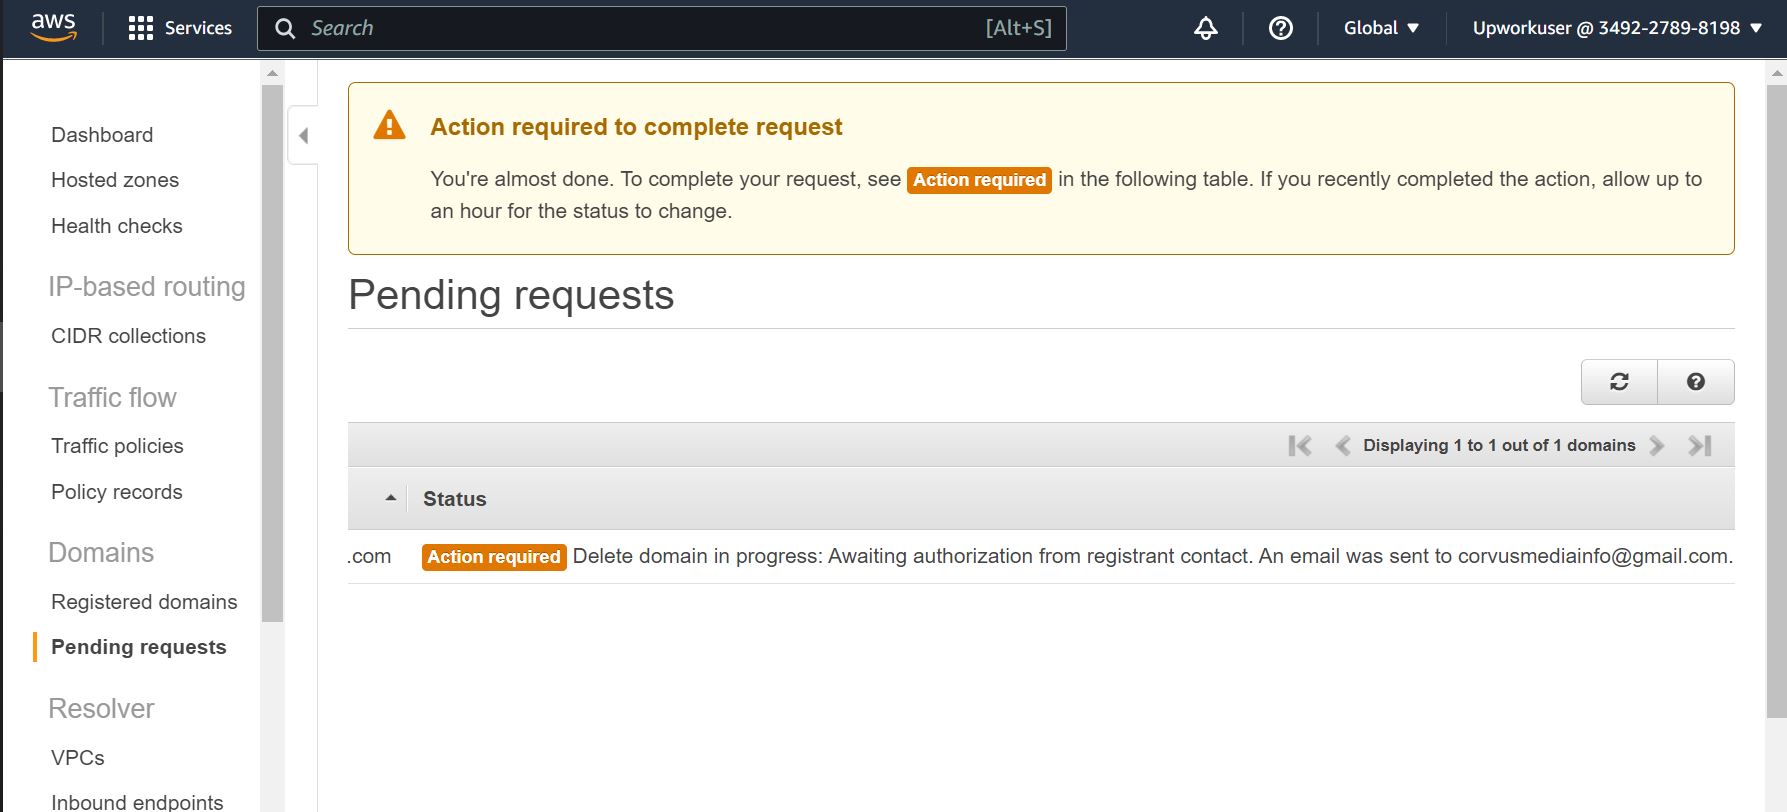 aws
Services
Search
[Alt+S]
Global
Upworkuser @ 3492-2789-8198
Dashboard
Hosted zones
Health checks
IP-based routing
CIDR collections
Traffic flow
Traffic policies
Policy records
Domains
Registered domains
Pending requests
Resolver
VPCs
Inbound endpoints
Action required to complete request
You're almost done. To complete your request, see Action required in the following table. If you recently completed the action, allow up to
an hour for the status to change.
Pending requests
Displaying 1 to 1 out of 1 domains
Status
.com Action required Delete domain in progress: Awaiting authorization from registrant contact. An email was sent to corvusmediainfo@gmail.com.